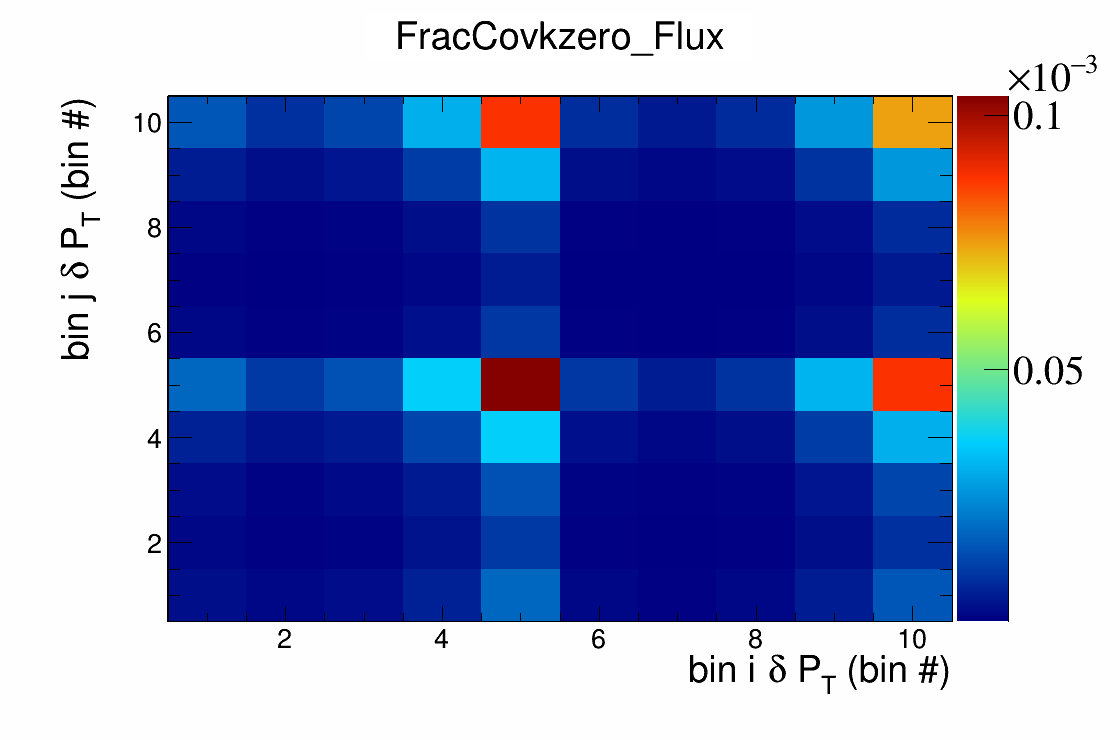 FracCovkzero_Flux
×10⁻³
bin j δ P_T (bin #)
10
8
6
4
2
0.1
0.05
2 4 6 8 10
bin i δ P_T (bin #)